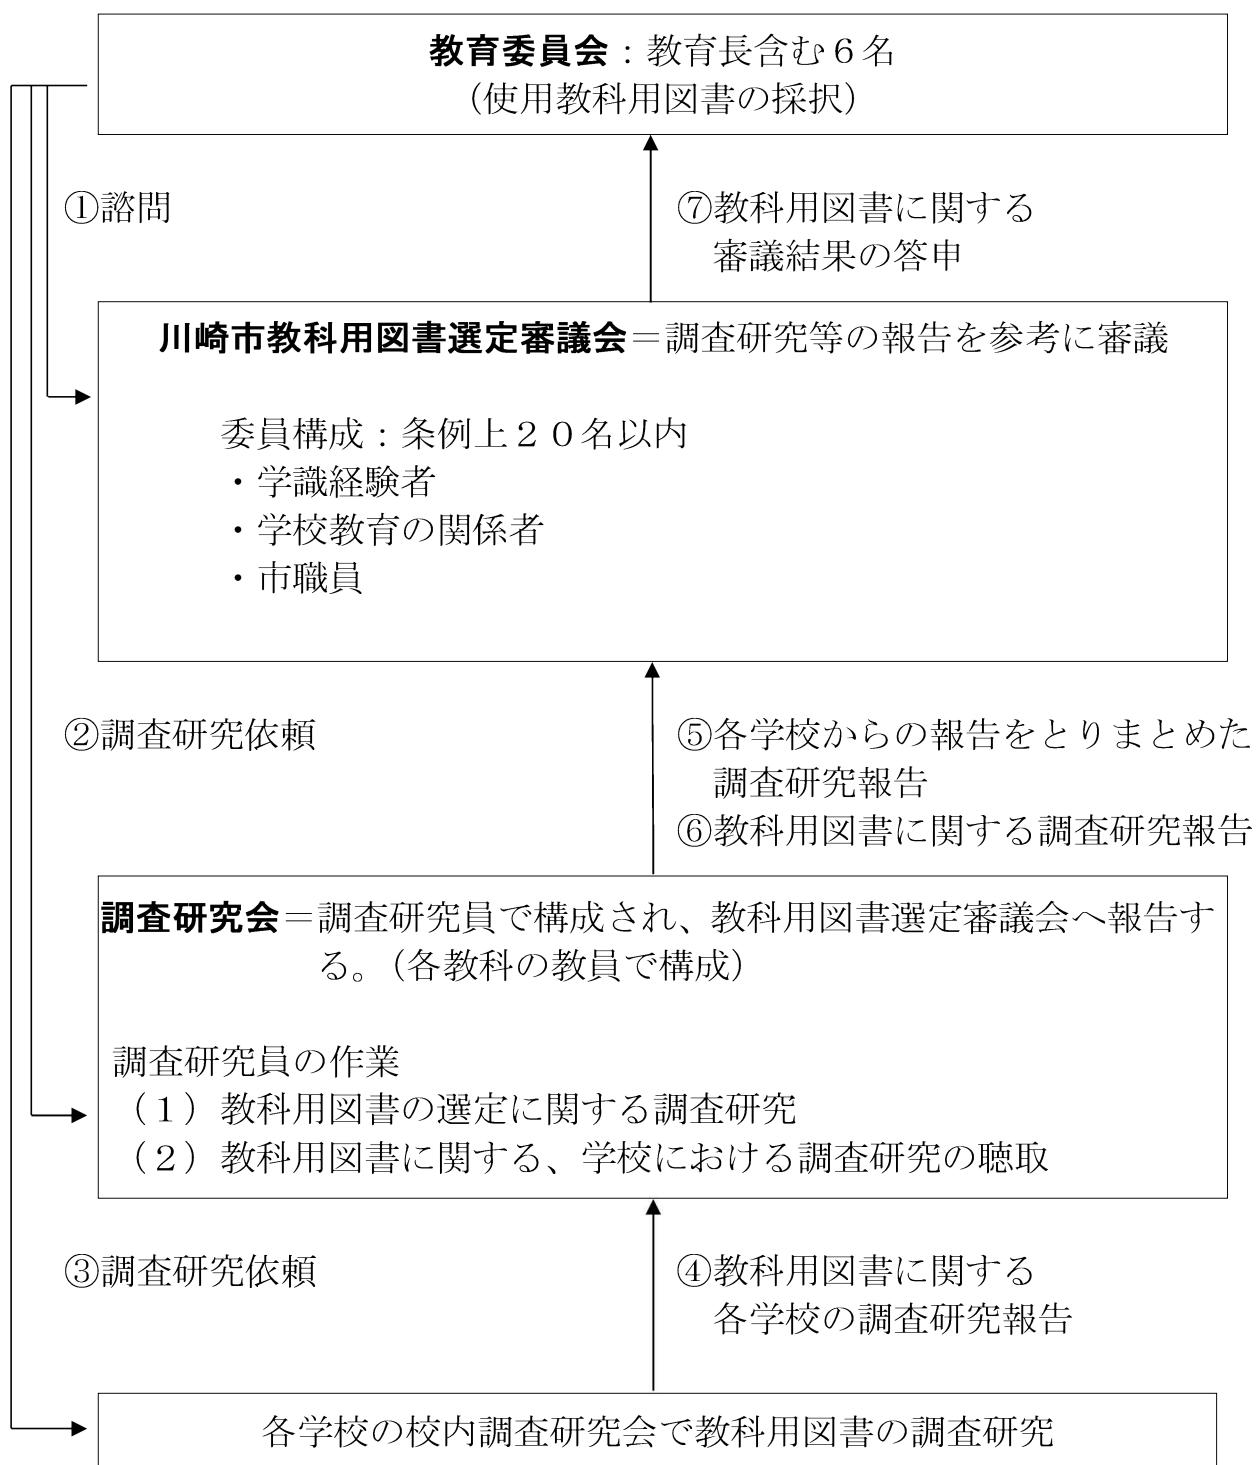 教育委員会：教育長含む６名
（使用教科用図書の採択）
①諮問
⑦教科用図書に関する
審議結果の答申
川崎市教科用図書選定審議会＝調査研究等の報告を参考に審議
委員構成：条例上２０名以内
・学識経験者
・学校教育の関係者
・市職員
②調査研究依頼
⑤各学校からの報告をとりまとめた
調査研究報告
⑥教科用図書に関する調査研究報告
調査研究会＝調査研究員で構成され、教科用図書選定審議会へ報告す
る。（各教科の教員で構成）
調査研究員の作業
（１）教科用図書の選定に関する調査研究
（２）教科用図書に関する、学校における調査研究の聴取
③調査研究依頼
④教科用図書に関する
各学校の調査研究報告
各学校の校内調査研究会で教科用図書の調査研究